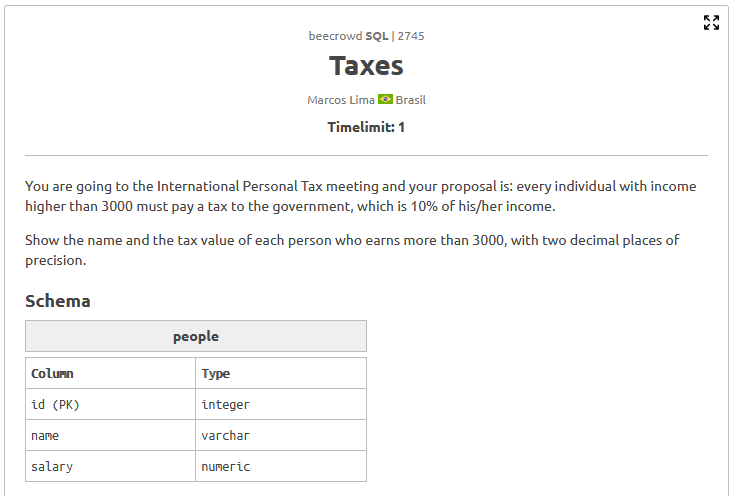 beecrowd SQL | 2745
Taxes
Marcos Lima Brasil
Timelimit: 1
You are going to the International Personal Tax meeting and your proposal is: every individual with income
higher than 3000 must pay a tax to the government, which is 10% of his/her income.
Show the name and the tax value of each person who earns more than 3000, with two decimal places of
precision.
Schema
people
Column Type
id (PK) integer
name varchar
salary numeric